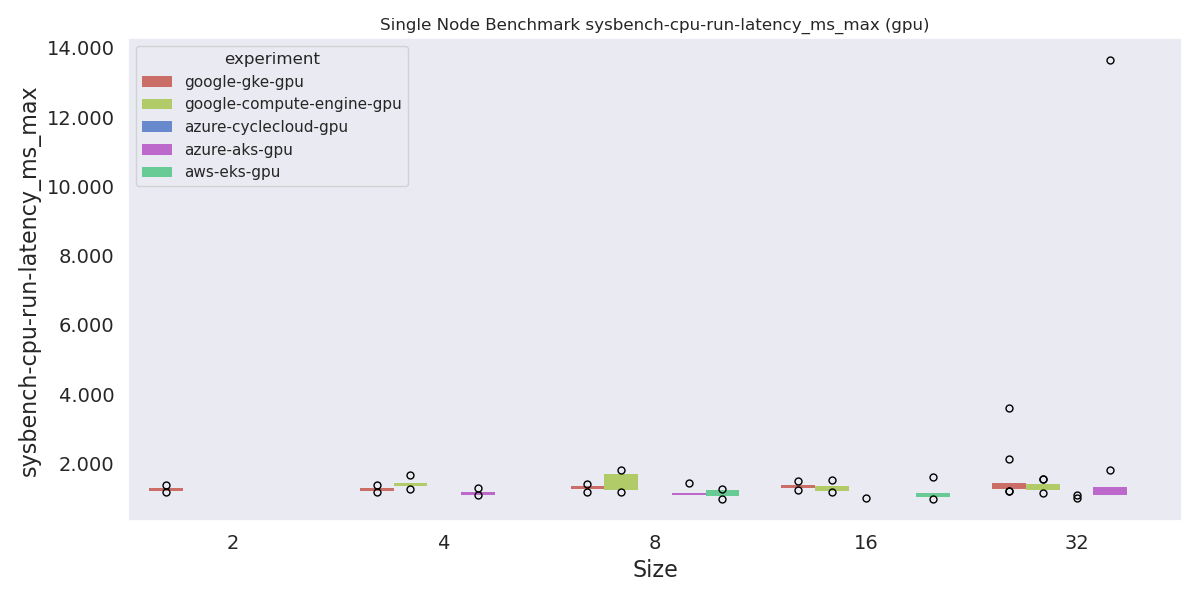 Single Node Benchmark sysbench-cpu-run-latency_ms_max (gpu)
14.000
12.000
10.000
8.000
6.000
4.000
2.000
sysbench-cpu-run-latency_ms_max
experiment
google-gke-gpu
google-compute-engine-gpu
azure-cyclecloud-gpu
azure-aks-gpu
aws-eks-gpu
2 4 8 16 32
Size